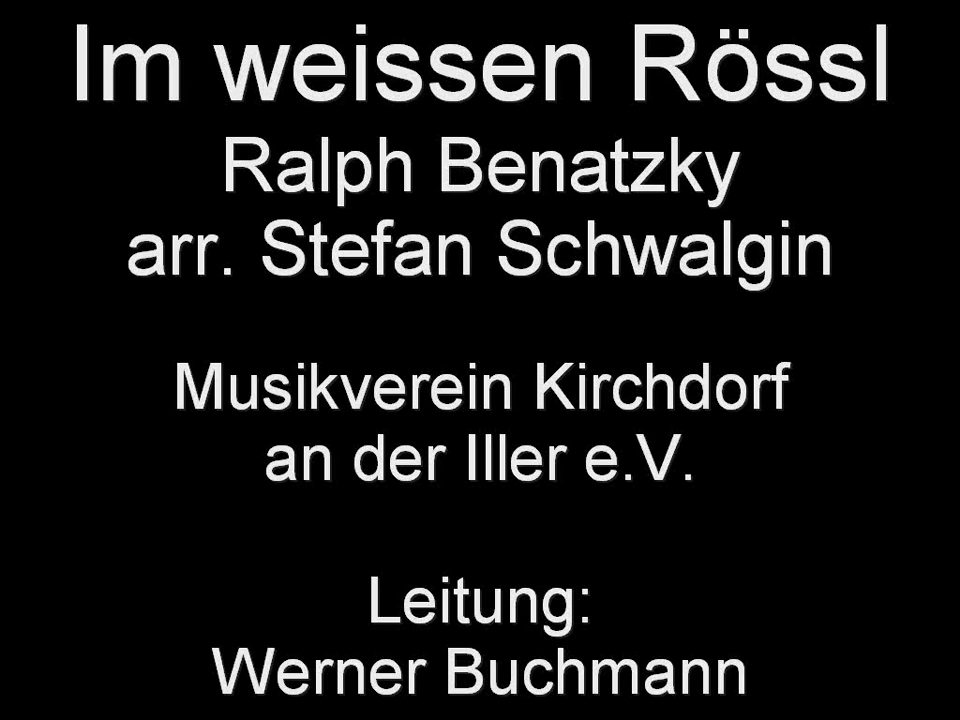 Im weissen Rössl
Ralph Benatzky
arr. Stefan Schwalgin
Musikverein Kirchdorf
an der Iller e.V.
Leitung:
Werner Buchmann